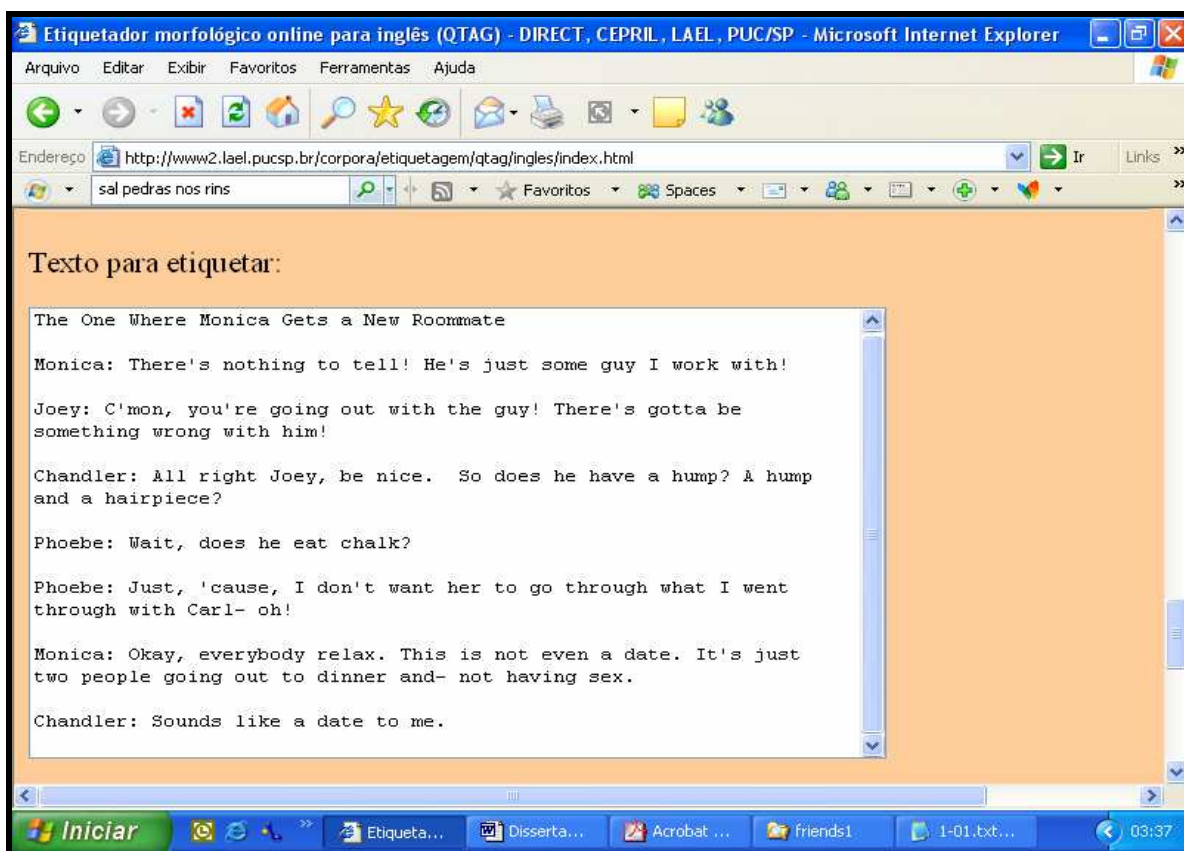 Etiquetador morfológico online para inglês (QTAG) - DIRECT, CEPRIL, LAEL, PUC/SP - Microsoft Internet Explorer
Arquivo Editar Exibir Favoritos Ferramentas Ajuda
Endereço http://www2.lael.pucsp.br/corpora/etiquetagem/qtag/ingles/index.html Ir Links »
sal pedras nos rins Favoritos Spaces »
Texto para etiquetar:
The One Where Monica Gets a New Roommate
Monica: There's nothing to tell! He's just some guy I work with!
Joey: C'mon, you're going out with the guy! There's gotta be
something wrong with him!
Chandler: All right Joey, be nice.  So does he have a hump? A hump
and a hairpiece?
Phoebe: Wait, does he eat chalk?
Phoebe: Just, 'cause, I don't want her to go through what I went
through with Carl- oh!
Monica: Okay, everybody relax. This is not even a date. It's just
two people going out to dinner and- not having sex.
Chandler: Sounds like a date to me.
Iniciar » Etiqueta... Disserta... Acrobat ... friends1 1-01.txt... 03:37